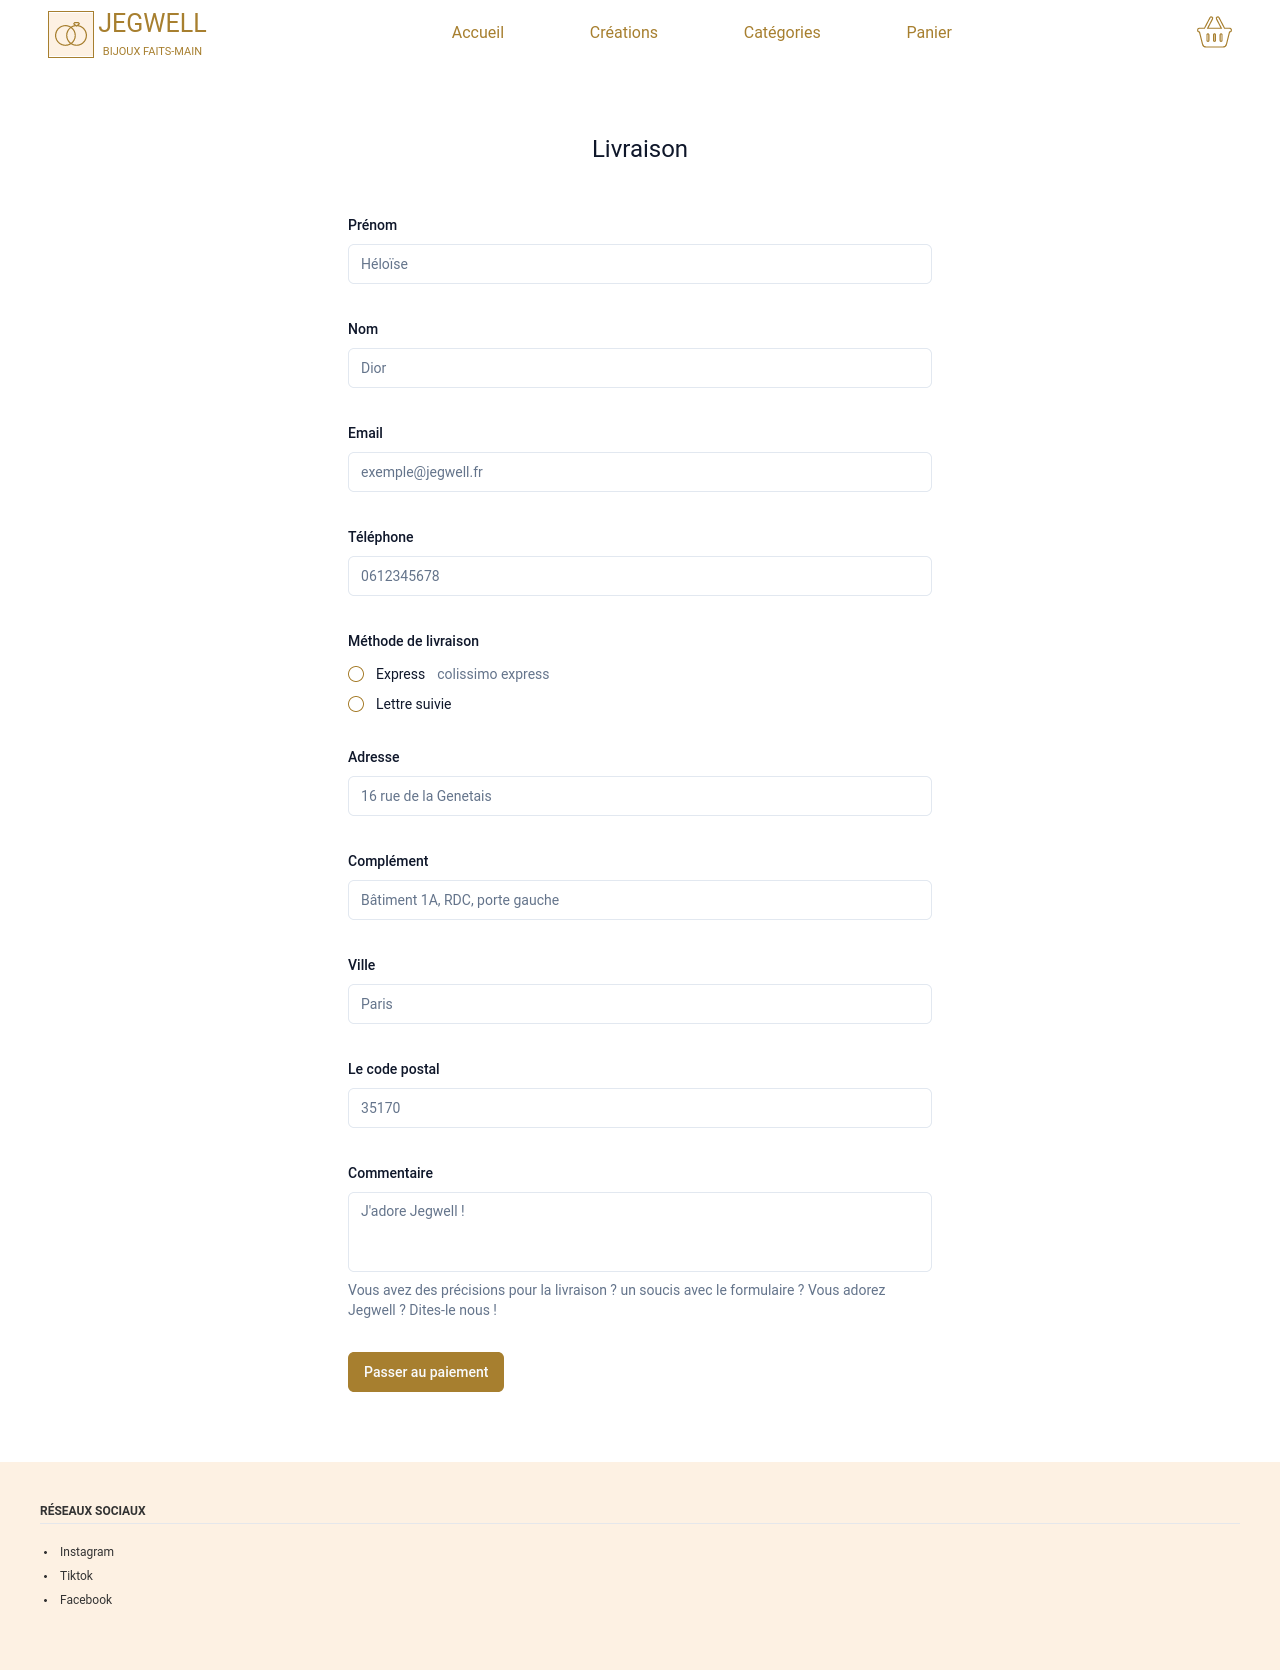 JEGWELL
BIJOUX FAITS-MAIN
Accueil
Créations
Catégories
Panier
Livraison
Prénom
Héloïse
Nom
Dior
Email
exemple@jegwell.fr
Téléphone
0612345678
Méthode de livraison
Express colissimo express
Lettre suivie
Adresse
16 rue de la Genetais
Complément
Bâtiment 1A, RDC, porte gauche
Ville
Paris
Le code postal
35170
Commentaire
J'adore Jegwell !
Vous avez des précisions pour la livraison ? un soucis avec le formulaire ? Vous adorez
Jegwell ? Dites-le nous !
Passer au paiement
RÉSEAUX SOCIAUX
Instagram
Tiktok
Facebook